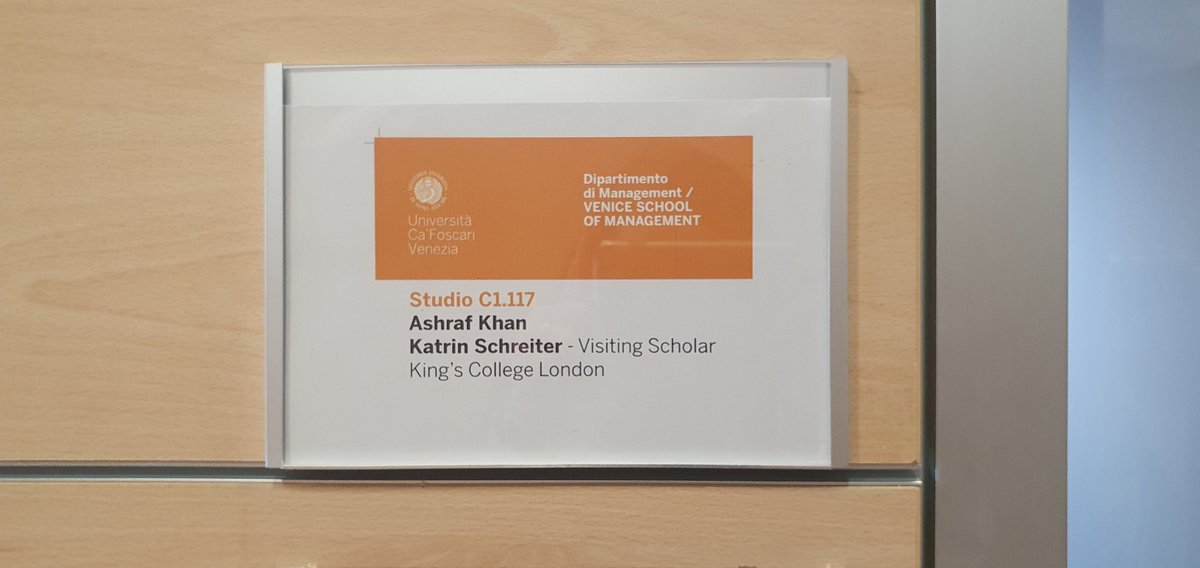 Università
Ca'Foscari
Venezia
Dipartimento
di Management /
VENICE SCHOOL
OF MANAGEMENT
Studio C1.117
Ashraf Khan
Katrin Schreiter - Visiting Scholar
King's College London